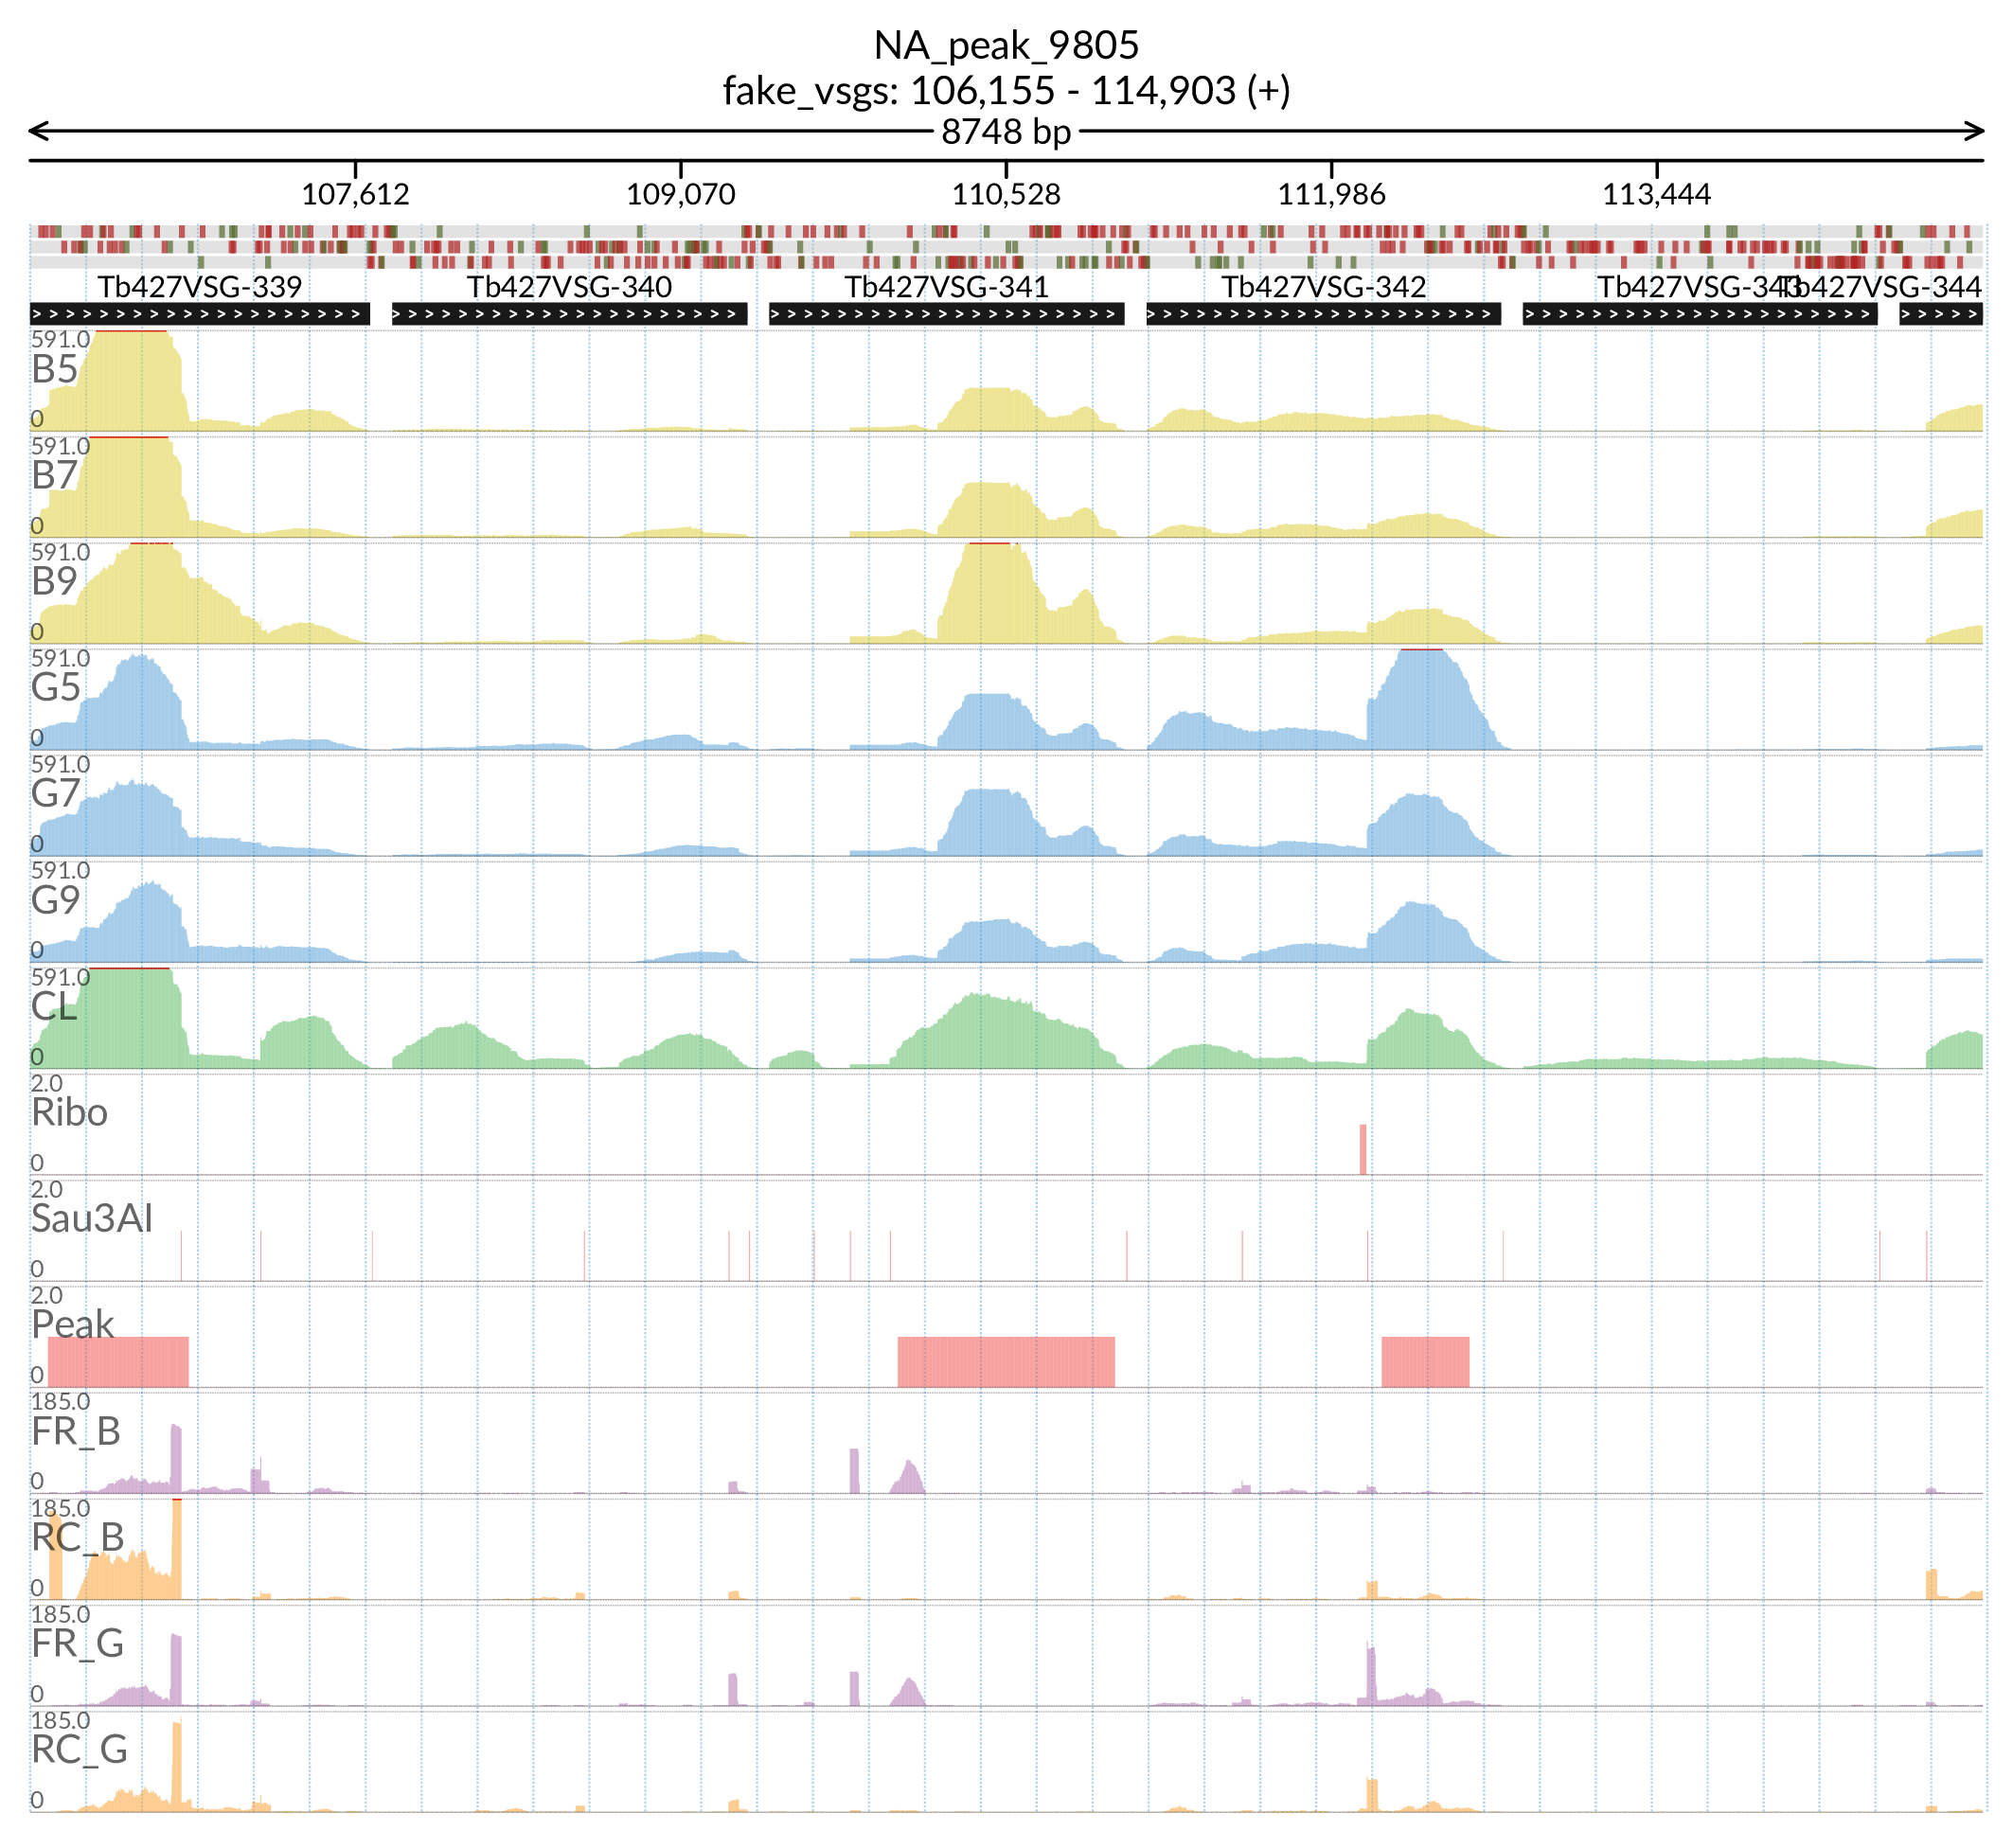 NA_peak_9805
fake_vsgs: 106,155 - 114,903 (+)
8748 bp
107,612 109,070 110,528 111,986 113,444
Tb427VSG-339 Tb427VSG-340 Tb427VSG-341 Tb427VSG-342 Tb427VSG-343 Tb427VSG-344
591.0
B5
0
591.0
B7
0
591.0
B9
0
591.0
G5
0
591.0
G7
0
591.0
G9
0
591.0
CL
0
2.0
Ribo
0
2.0
Sau3AI
0
2.0
Peak
0
185.0
FR_B
0
185.0
RC_B
0
185.0
FR_G
0
185.0
RC_G
0